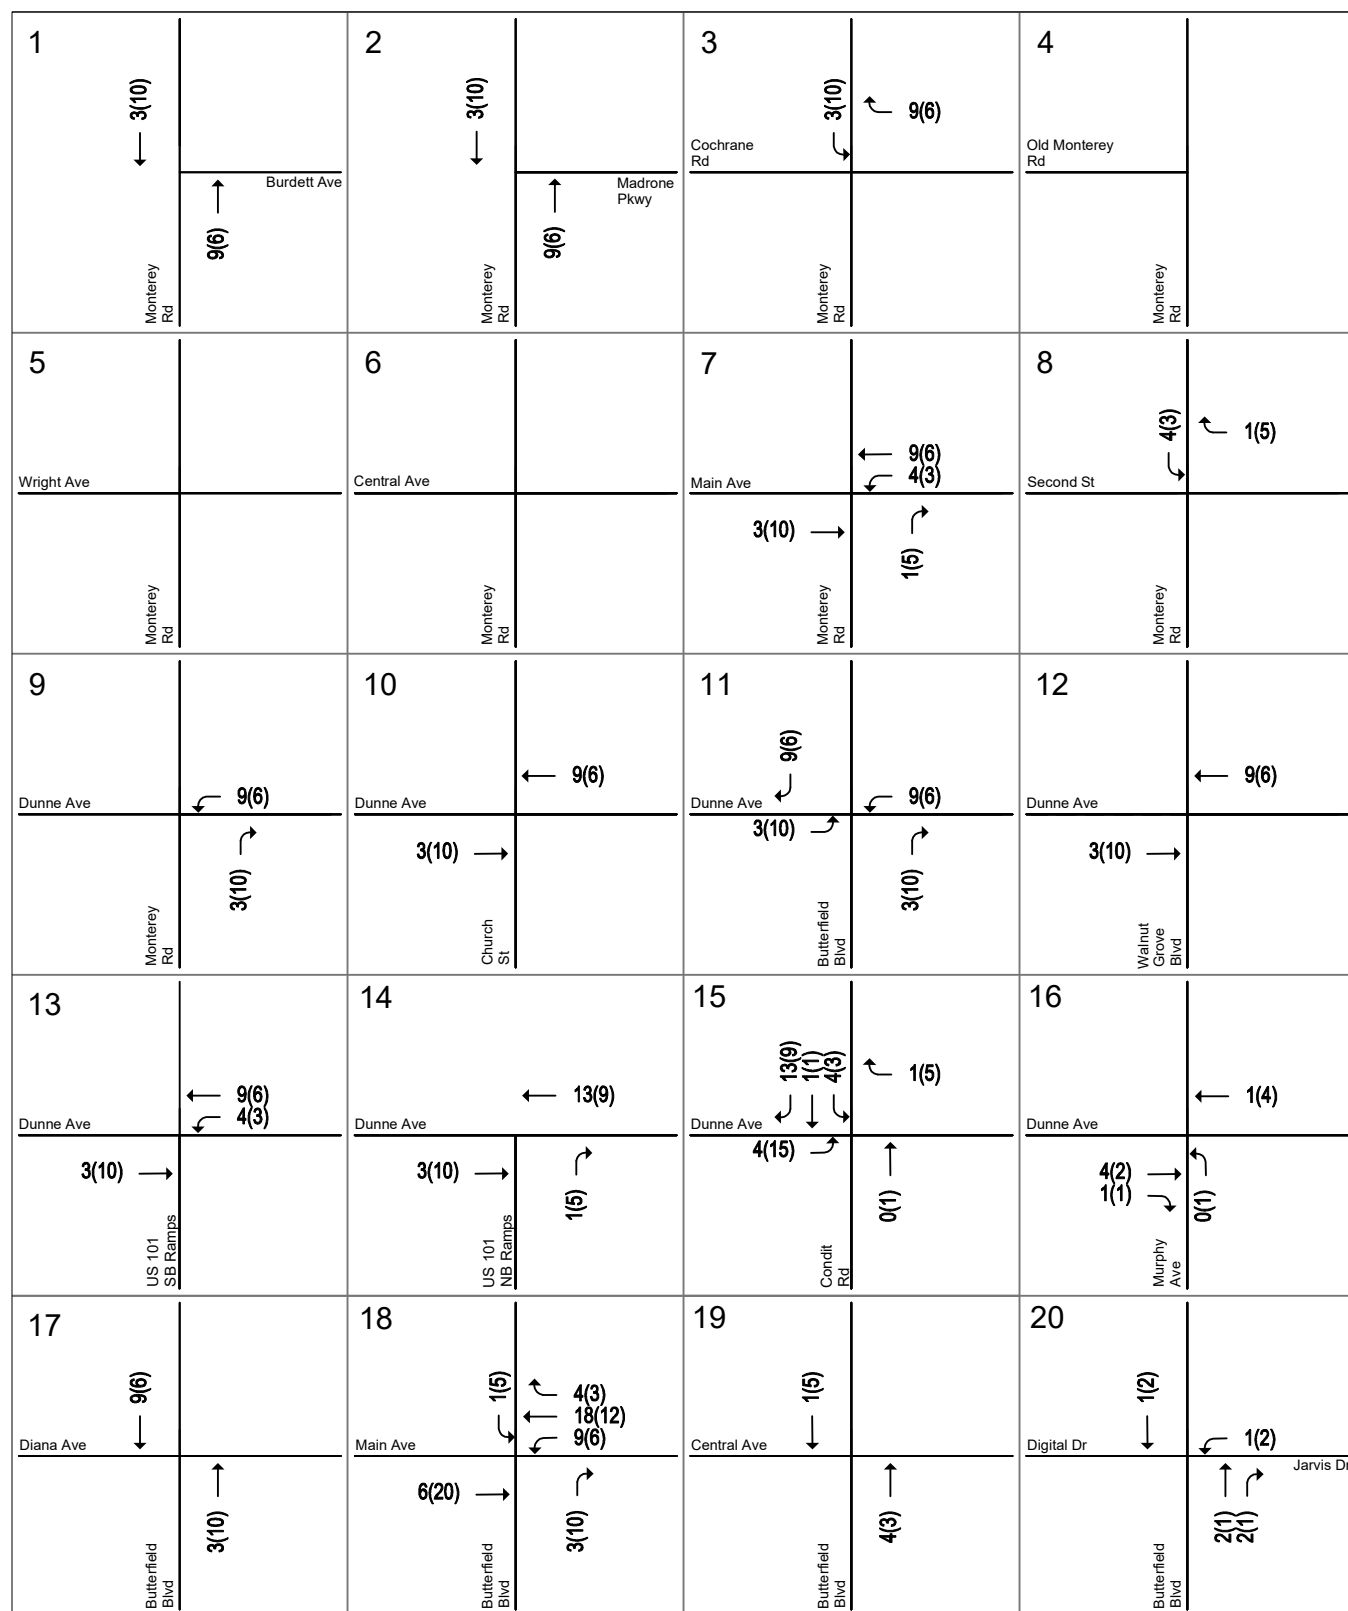 1
3(10)
Burdett Ave
9(6)
Monterey
Rd
2
3(10)
Madrone
Pkwy
9(6)
Monterey
Rd
3
3(10)
9(6)
Cochrane
Rd
Monterey
Rd
4
Old Monterey
Rd
Monterey
Rd
5
Wright Ave
Monterey
Rd
6
Central Ave
Monterey
Rd
7
9(6)
4(3)
Main Ave
3(10)
1(5)
Monterey
Rd
8
4(3)
1(5)
Second St
Monterey
Rd
9
9(6)
Dunne Ave
3(10)
Monterey
Rd
10
9(6)
Dunne Ave
3(10)
Church
St
11
9(6)
9(6)
Dunne Ave
3(10)
3(10)
Butterfield
Blvd
12
9(6)
Dunne Ave
3(10)
Walnut
Grove
Blvd
13
9(6)
4(3)
Dunne Ave
3(10)
US 101
SB Ramps
14
13(9)
Dunne Ave
3(10)
1(5)
US 101
NB Ramps
15
13(9)
1(1)
4(3)
1(5)
Dunne Ave
4(15)
0(1)
Condit
Rd
16
1(4)
Dunne Ave
4(2)
1(1)
0(1)
Murphy
Ave
17
9(6)
Diana Ave
3(10)
Butterfield
Blvd
18
1(5)
4(3)
18(12)
9(6)
Main Ave
6(20)
3(10)
Butterfield
Blvd
19
1(5)
Central Ave
4(3)
Butterfield
Blvd
20
1(2)
1(2)
Digital Dr
Jarvis Dr
2(1)
2(1)
Butterfield
Blvd